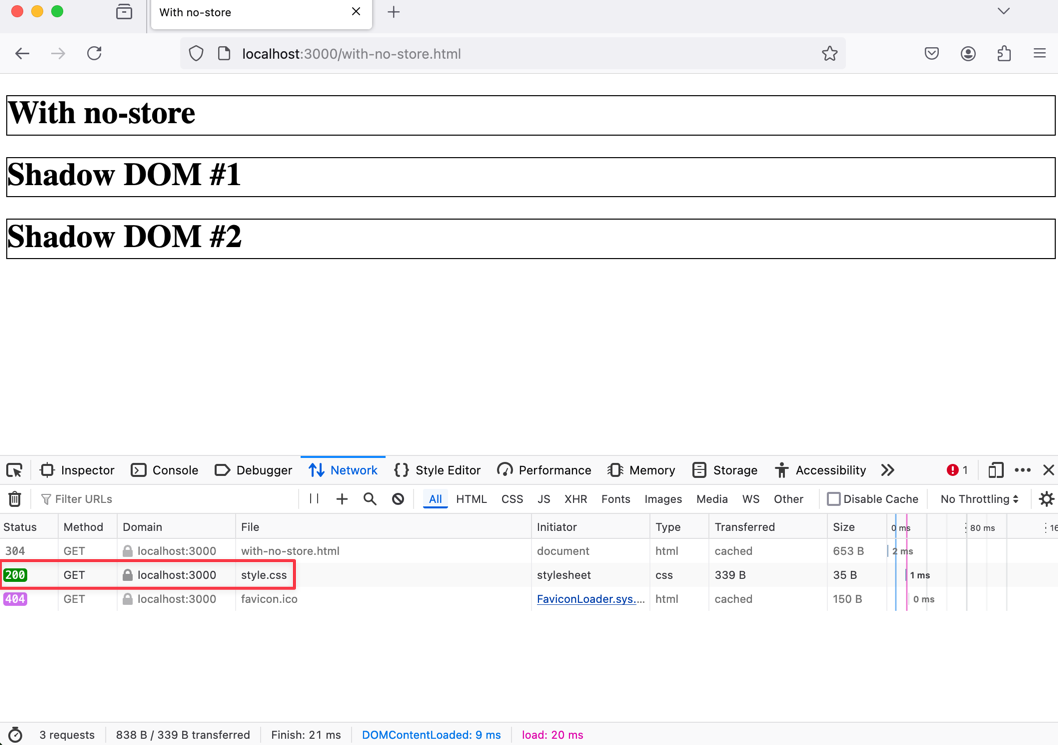 With no-store
localhost:3000/with-no-store.html
With no-store
Shadow DOM #1
Shadow DOM #2
Inspector Console Debugger Network Style Editor Performance Memory Storage Accessibility 1
Filter URLs All HTML CSS JS XHR Fonts Images Media WS Other Disable Cache No Throttling
Status Method Domain File Initiator Type Transferred Size 0 ms 80 ms 16
304 GET localhost:3000 with-no-store.html document html cached 653 B 2 ms
200 GET localhost:3000 style.css stylesheet css 339 B 35 B 1 ms
404 GET localhost:3000 favicon.ico FaviconLoader.sys.... html cached 150 B 0 ms
3 requests 838 B / 339 B transferred Finish: 21 ms DOMContentLoaded: 9 ms load: 20 ms